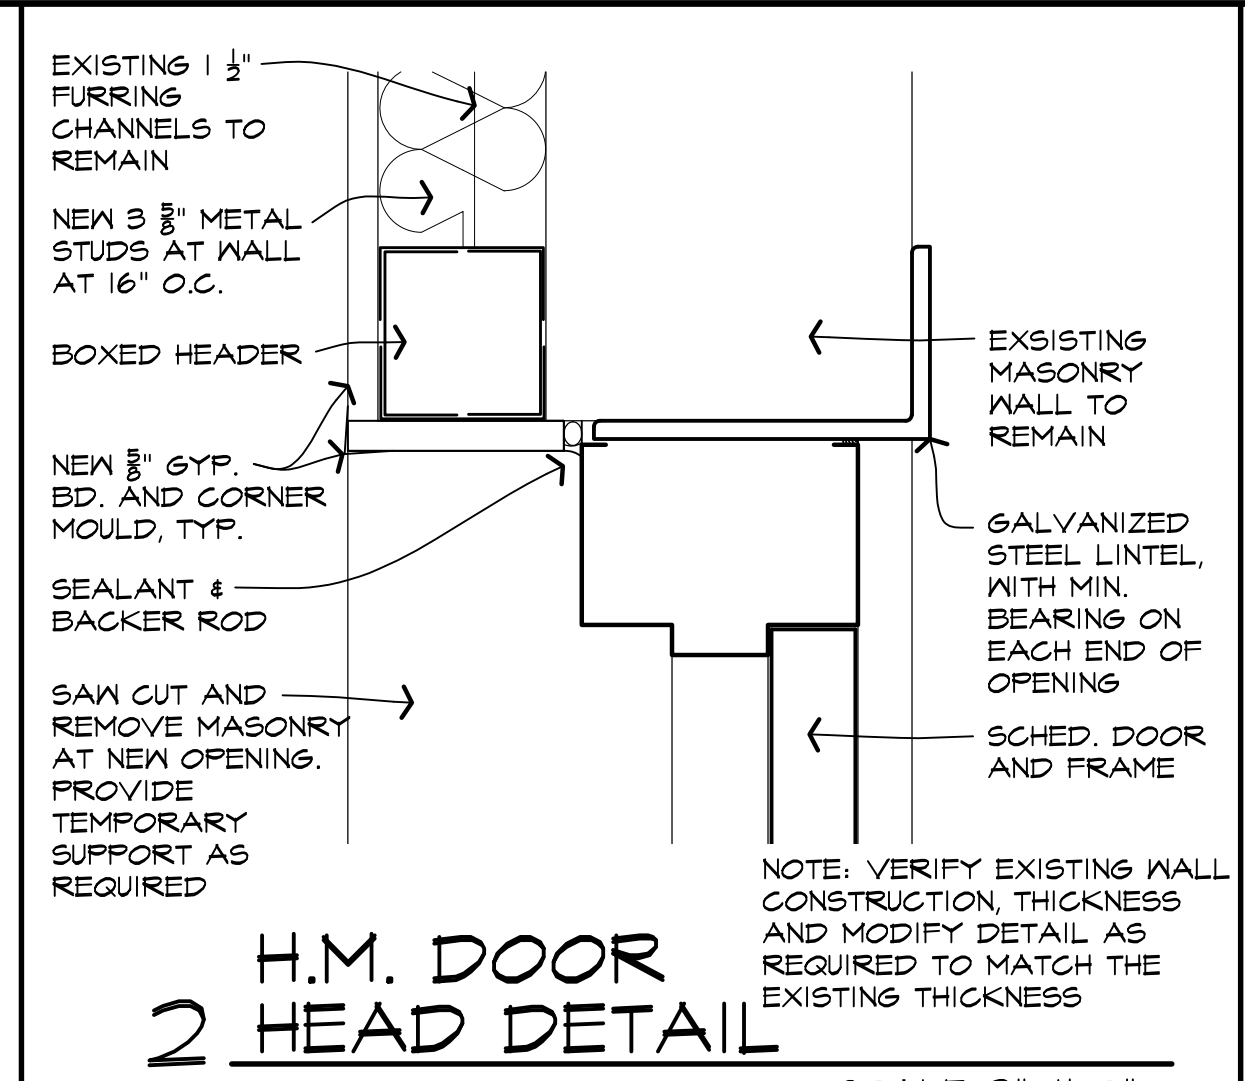 EXISTING 1 1/2"
FURRING
CHANNELS TO
REMAIN
NEW 3 5/8" METAL
STUDS AT WALL
AT 16" O.C.
BOXED HEADER
NEW 5/8" GYP.
BD. AND CORNER
MOULD, TYP.
SEALANT &
BACKER ROD
SAW CUT AND
REMOVE MASONRY
AT NEW OPENING.
PROVIDE
TEMPORARY
SUPPORT AS
REQUIRED
EXSISTING
MASONRY
WALL TO
REMAIN
GALVANIZED
STEEL LINTEL,
WITH MIN.
BEARING ON
EACH END OF
OPENING
SCHED. DOOR
AND FRAME
NOTE: VERIFY EXISTING WALL
CONSTRUCTION, THICKNESS
AND MODIFY DETAIL AS
REQUIRED TO MATCH THE
EXISTING THICKNESS
H.M. DOOR
2 HEAD DETAIL